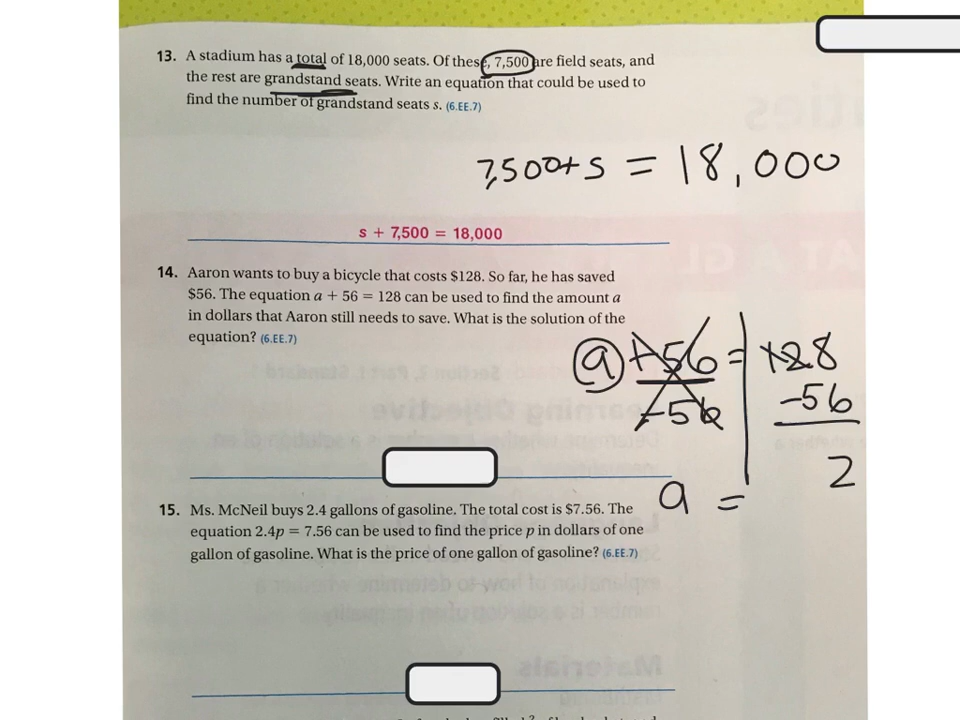 13. A stadium has a total of 18,000 seats. Of these, 7,500 are field seats, and
the rest are grandstand seats. Write an equation that could be used to
find the number of grandstand seats s. (6.EE.7)
7,500+s = 18,000
s + 7,500 = 18,000
14. Aaron wants to buy a bicycle that costs $128. So far, he has saved
$56. The equation a + 56 = 128 can be used to find the amount a
in dollars that Aaron still needs to save. What is the solution of the
equation? (6.EE.7)
a +56 = 128
-56 -56
2
a =
15. Ms. McNeil buys 2.4 gallons of gasoline. The total cost is $7.56. The
equation 2.4p = 7.56 can be used to find the price p in dollars of one
gallon of gasoline. What is the price of one gallon of gasoline? (6.EE.7)